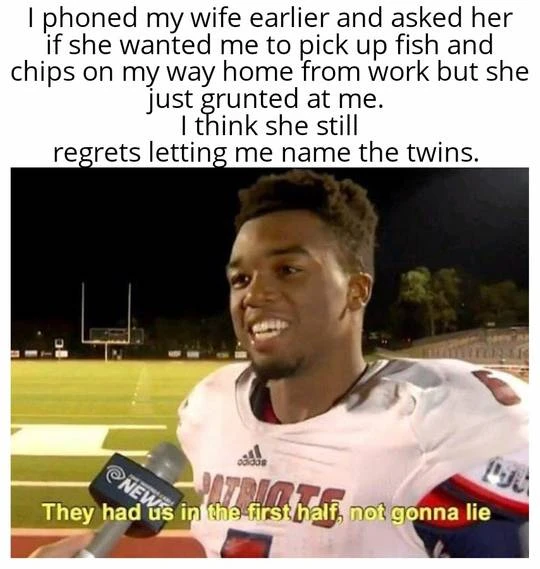 I phoned my wife earlier and asked her
if she wanted me to pick up fish and
chips on my way home from work but she
just grunted at me.
I think she still
regrets letting me name the twins.
adidas
PATRIOTS
NEWS
They had us in the first half, not gonna lie